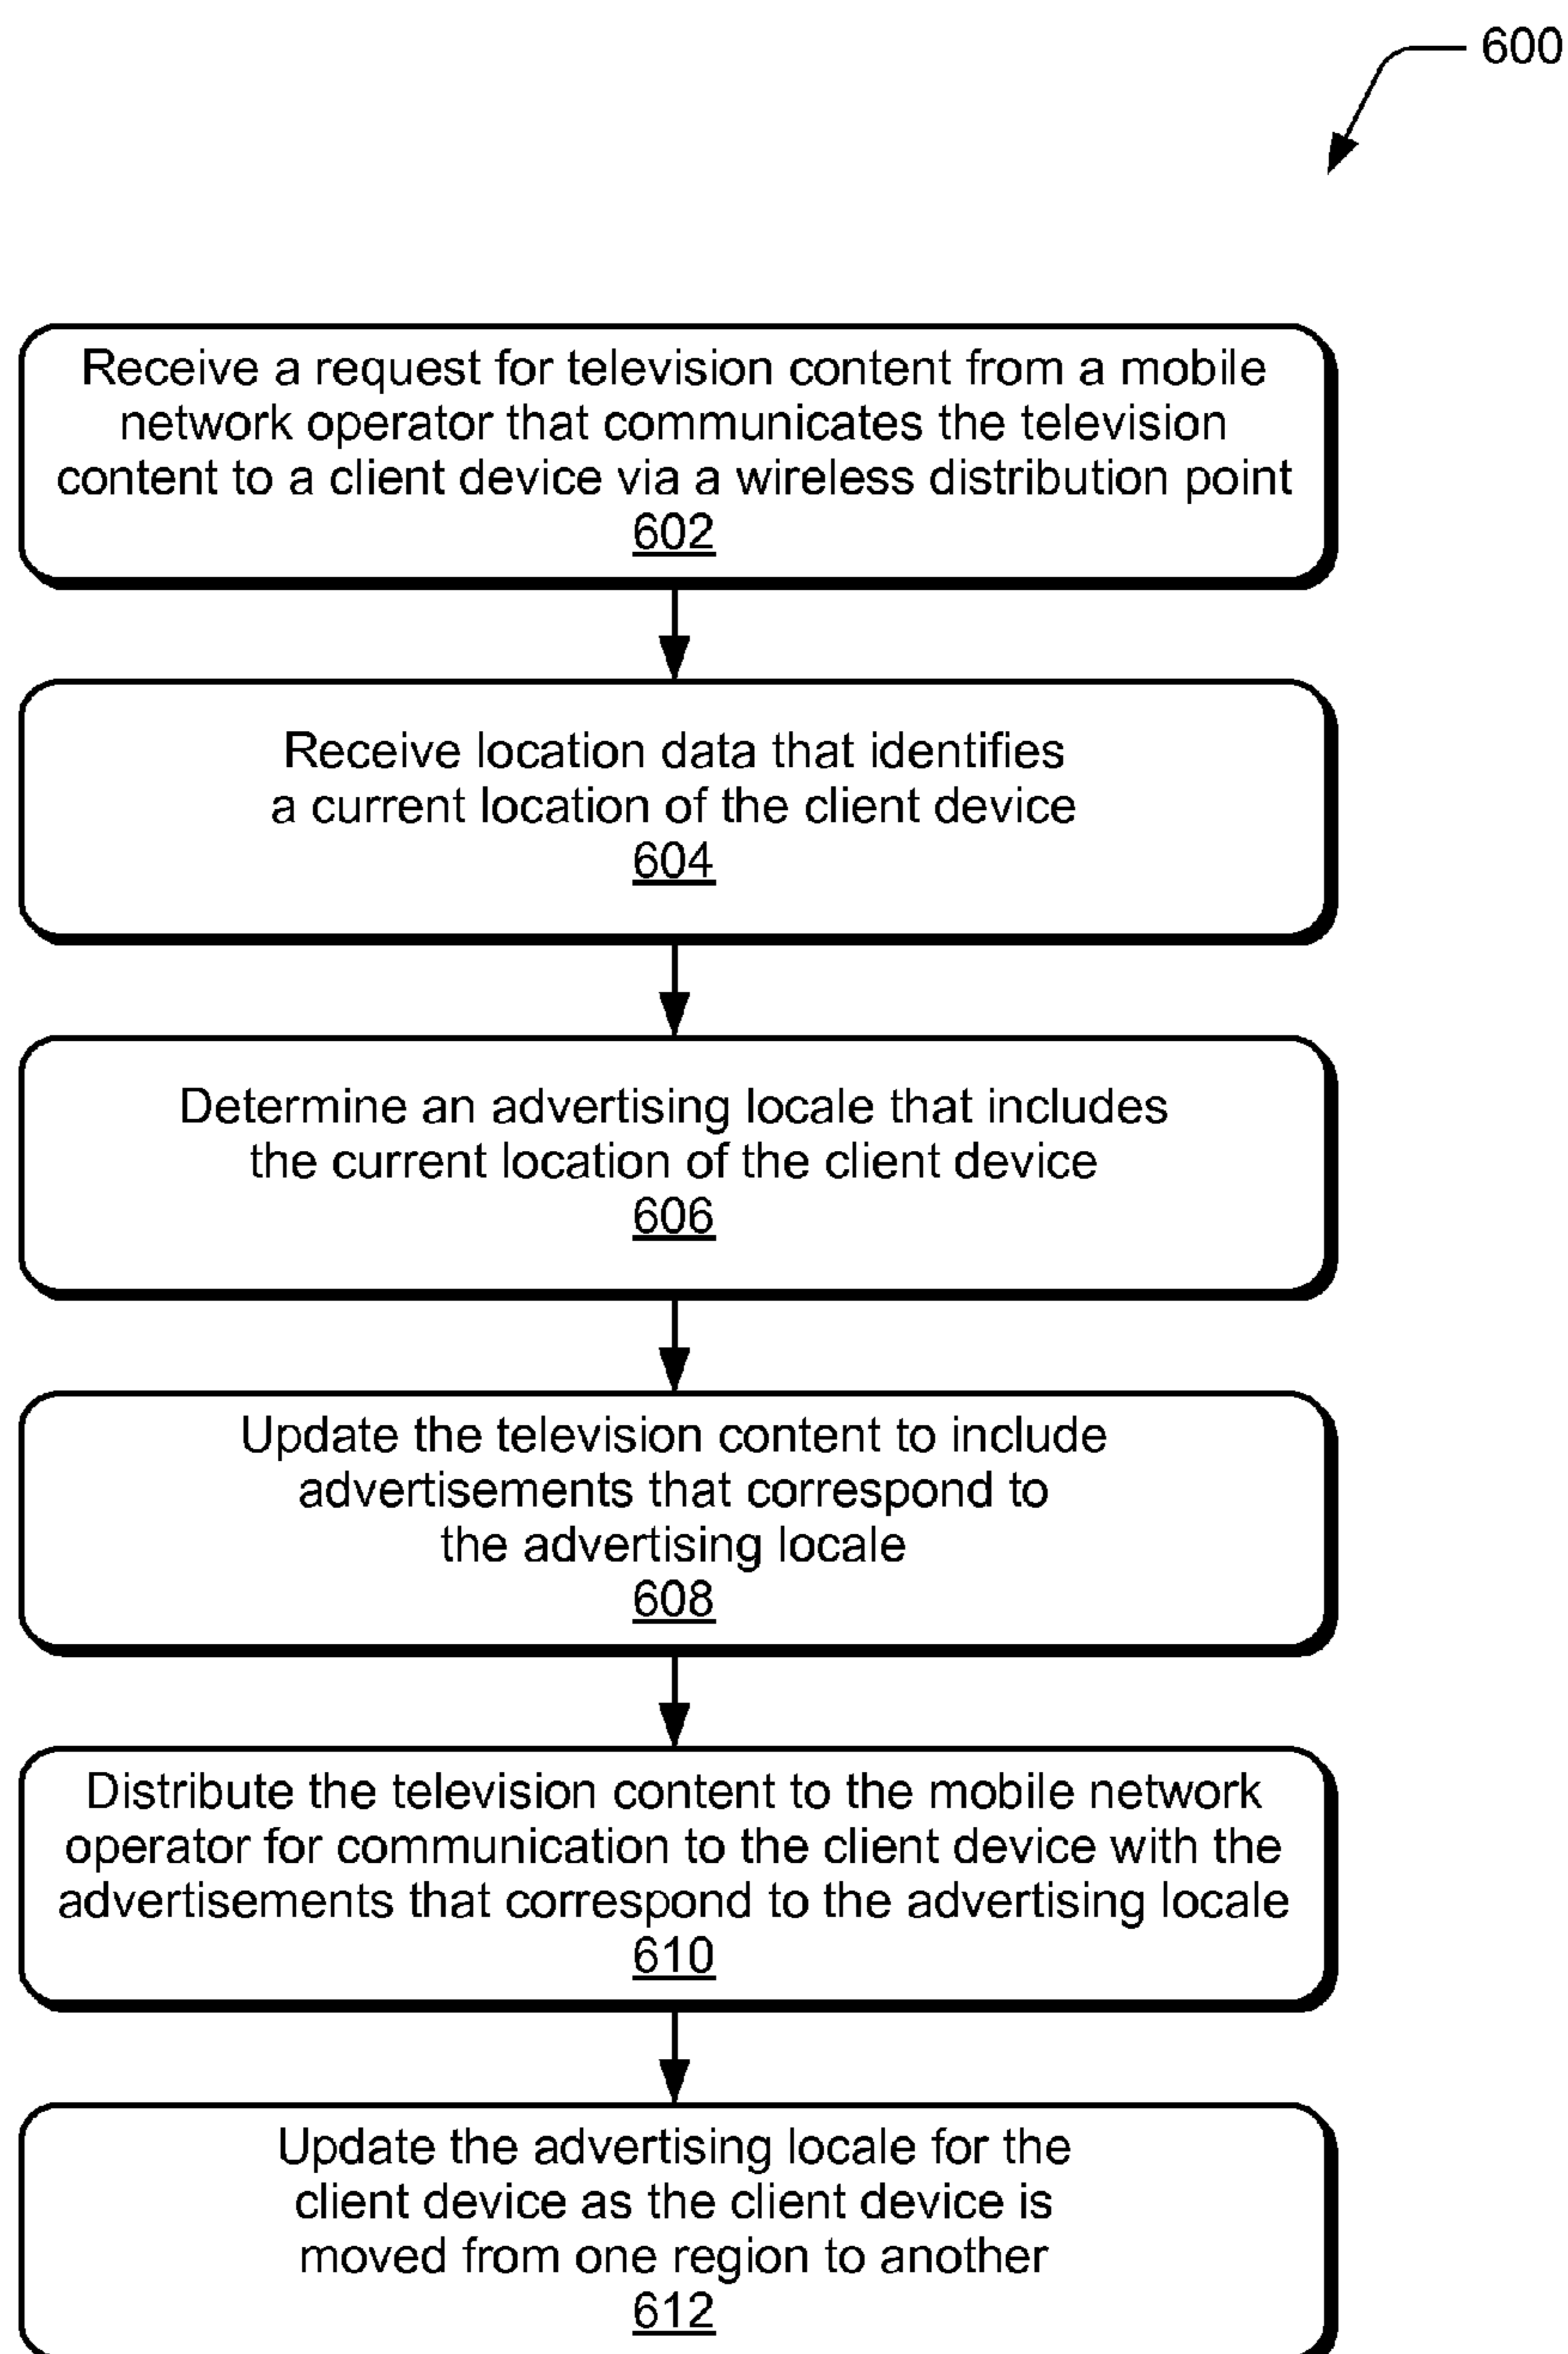 600
Receive a request for television content from a mobile
network operator that communicates the television
content to a client device via a wireless distribution point
602
Receive location data that identifies
a current location of the client device
604
Determine an advertising locale that includes
the current location of the client device
606
Update the television content to include
advertisements that correspond to
the advertising locale
608
Distribute the television content to the mobile network
operator for communication to the client device with the
advertisements that correspond to the advertising locale
610
Update the advertising locale for the
client device as the client device is
moved from one region to another
612